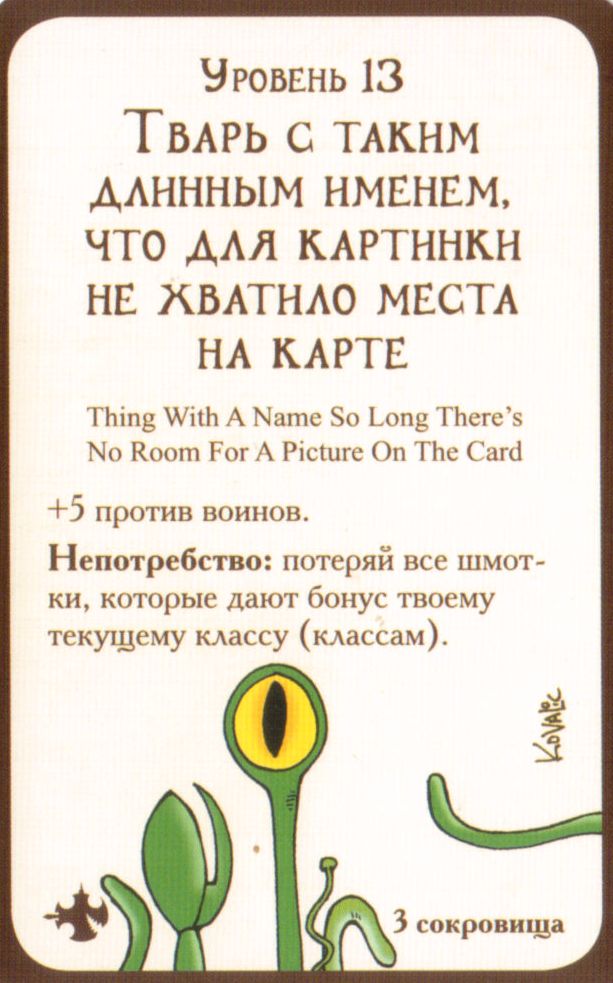 Уровень 13
Тварь с таким
длинным именем,
что для картинки
не хватило места
на карте
Thing With A Name So Long There's
No Room For A Picture On The Card
+5 против воинов.
Непотребство: потеряй все шмот-
ки, которые дают бонус твоему
текущему классу (классам).
Kovalic
3 сокровища